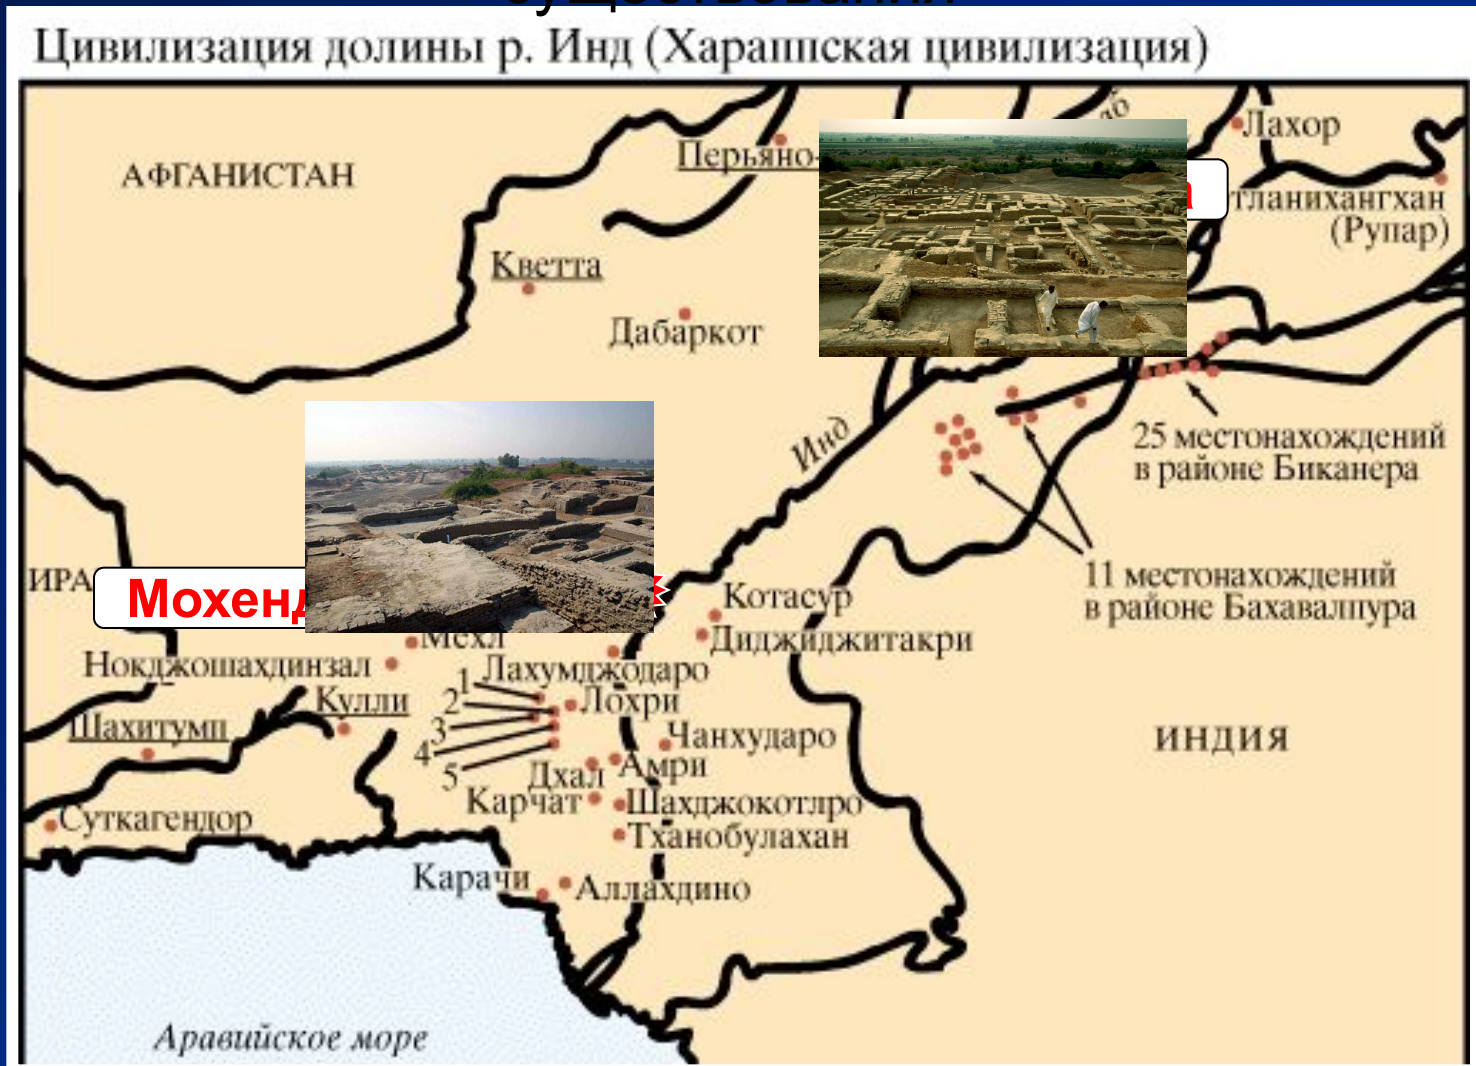 Цивилизация долины р. Инд (Хараппская цивилизация)
Лахор
Перьяно-
АФГАНИСТАН
тланихангхан
(Рупар)
Кветта
Дабаркот
Инд
25 местонахождений
в районе Биканера
ИРА
Мохенд
11 местонахождений
в районе Бахавалпура
Котасур
Диджиджитакри
Мехл
Нокджошахдинзал
Лахумджодаро
1
2
3
4
5
Кулли
Лохри
Шахитумп
Чанхударо
ИНДИЯ
Дхал
Амри
Карчат
Шахджокотлро
Суткагендор
Тханобулахан
Карачи
Аллахдино
Аравийское море